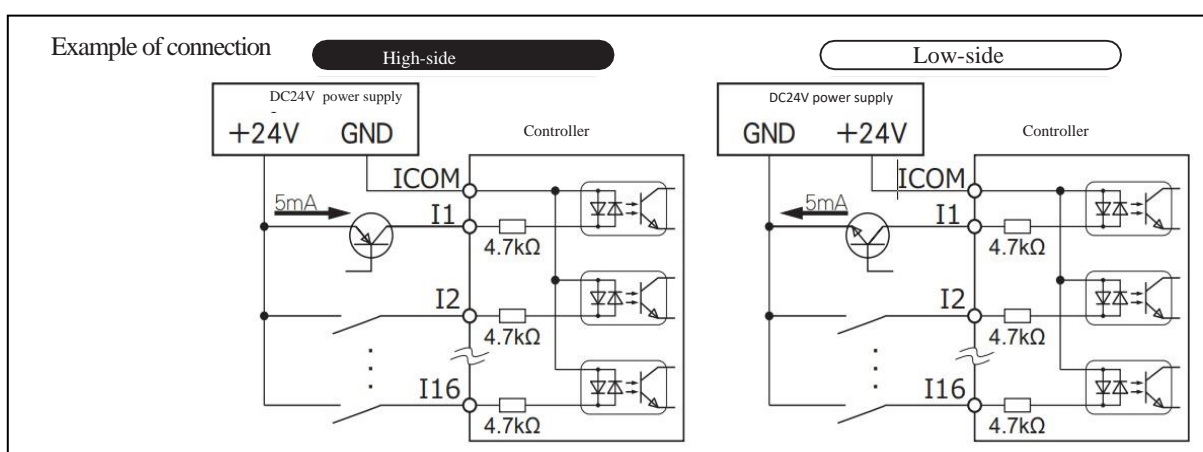 Example of connection
High-side
Low-side
DC24V power supply
+24V GND
Controller
ICOM
5mA
I1
4.7kΩ
I2
4.7kΩ
I16
4.7kΩ
DC24V power supply
GND +24V
Controller
ICOM
5mA
I1
4.7kΩ
I2
4.7kΩ
I16
4.7kΩ